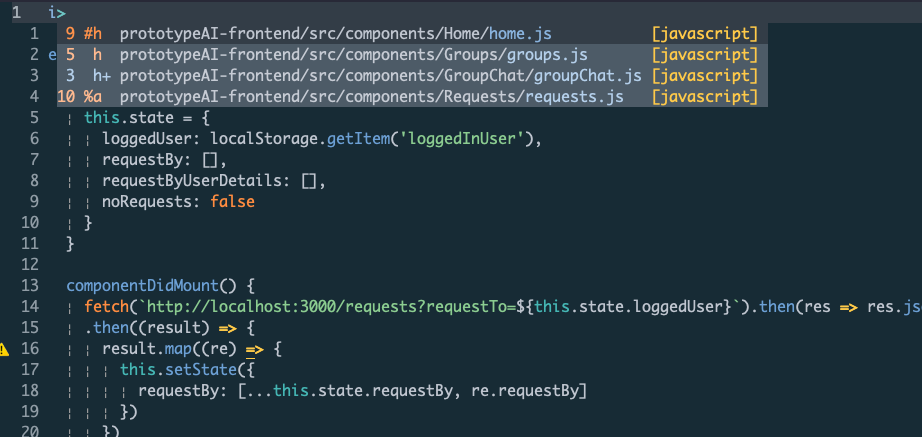 1 i>
1 9 #h prototypeAI-frontend/src/components/Home/home.js [javascript]
2 e 5 h prototypeAI-frontend/src/components/Groups/groups.js [javascript]
3 3 h+ prototypeAI-frontend/src/components/GroupChat/groupChat.js [javascript]
4 10 %a prototypeAI-frontend/src/components/Requests/requests.js [javascript]
5 ¦ this.state = {
6 ¦ ¦ loggedUser: localStorage.getItem('loggedInUser'),
7 ¦ ¦ requestBy: [],
8 ¦ ¦ requestByUserDetails: [],
9 ¦ ¦ noRequests: false
10 ¦ }
11 }
12
13 componentDidMount() {
14 ¦ fetch(`http://localhost:3000/requests?requestTo=${this.state.loggedUser}`).then(res => res.js
15 ¦ .then((result) => {
16 ¦ ¦ result.map((re) => {
17 ¦ ¦ ¦ this.setState({
18 ¦ ¦ ¦ ¦ requestBy: [...this.state.requestBy, re.requestBy]
19 ¦ ¦ ¦ })
20 ¦ ¦ })